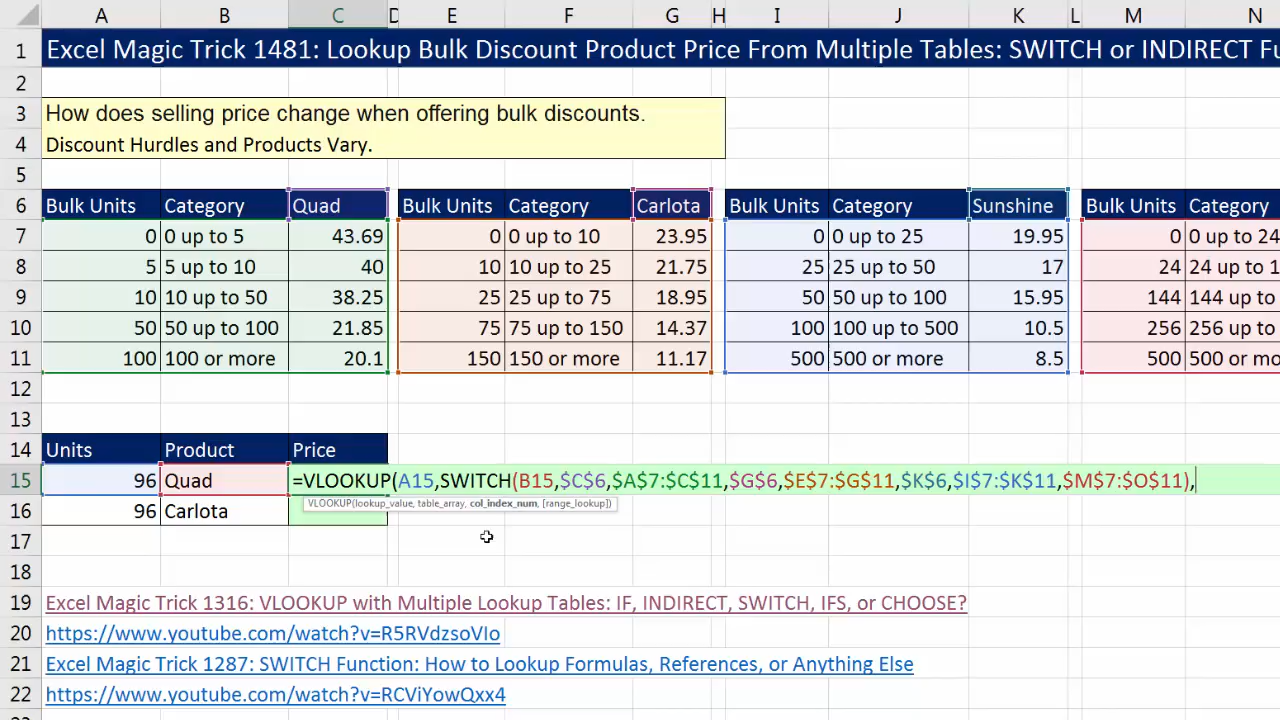 A B C D E F G H I J K L M N
1 Excel Magic Trick 1481: Lookup Bulk Discount Product Price From Multiple Tables: SWITCH or INDIRECT Fu
2
3 How does selling price change when offering bulk discounts.
4 Discount Hurdles and Products Vary.
5
6 Bulk Units Category Quad Bulk Units Category Carlota Bulk Units Category Sunshine Bulk Units Category
7 0 0 up to 5 43.69 0 0 up to 10 23.95 0 0 up to 25 19.95 0 0 up to 24
8 5 5 up to 10 40 10 10 up to 25 21.75 25 25 up to 50 17 24 24 up to 1
9 10 10 up to 50 38.25 25 25 up to 75 18.95 50 50 up to 100 15.95 144 144 up to
10 50 50 up to 100 21.85 75 75 up to 150 14.37 100 100 up to 500 10.5 256 256 up to
11 100 100 or more 20.1 150 150 or more 11.17 500 500 or more 8.5 500 500 or mo
12
13
14 Units Product Price
15 96 Quad =VLOOKUP(A15,SWITCH(B15,$C$6,$A$7:$C$11,$G$6,$E$7:$G$11,$K$6,$I$7:$K$11,$M$7:$O$11),
VLOOKUP(lookup_value, table_array, col_index_num, [range_lookup])
16 96 Carlota
17
18
19 Excel Magic Trick 1316: VLOOKUP with Multiple Lookup Tables: IF, INDIRECT, SWITCH, IFS, or CHOOSE?
20 https://www.youtube.com/watch?v=R5RVdzsoVIo
21 Excel Magic Trick 1287: SWITCH Function: How to Lookup Formulas, References, or Anything Else
22 https://www.youtube.com/watch?v=RCViYowQxx4